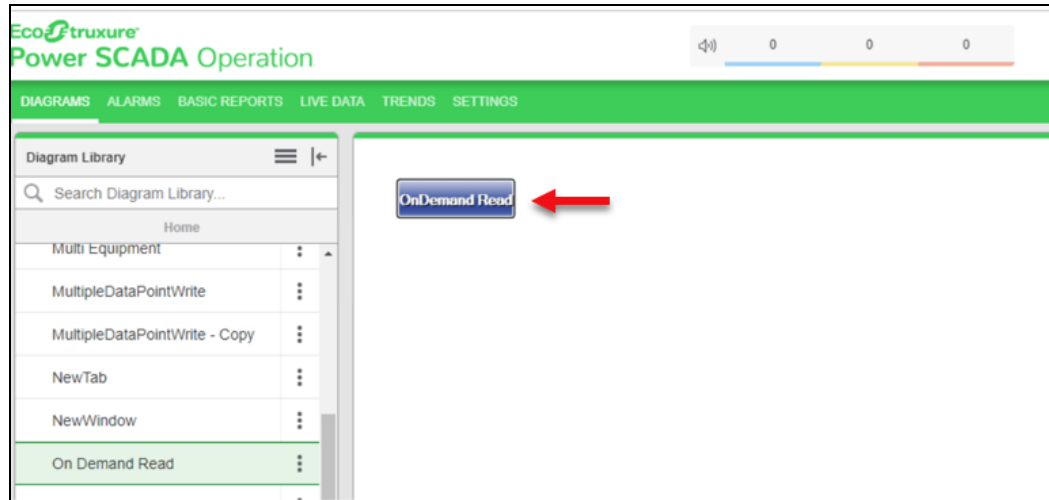 EcoStruxure
Power SCADA Operation
0 0 0
DIAGRAMS ALARMS BASIC REPORTS LIVE DATA TRENDS SETTINGS
Diagram Library
Search Diagram Library...
Home
Multi Equipment
MultipleDataPointWrite
MultipleDataPointWrite - Copy
NewTab
NewWindow
On Demand Read
OnDemand Read